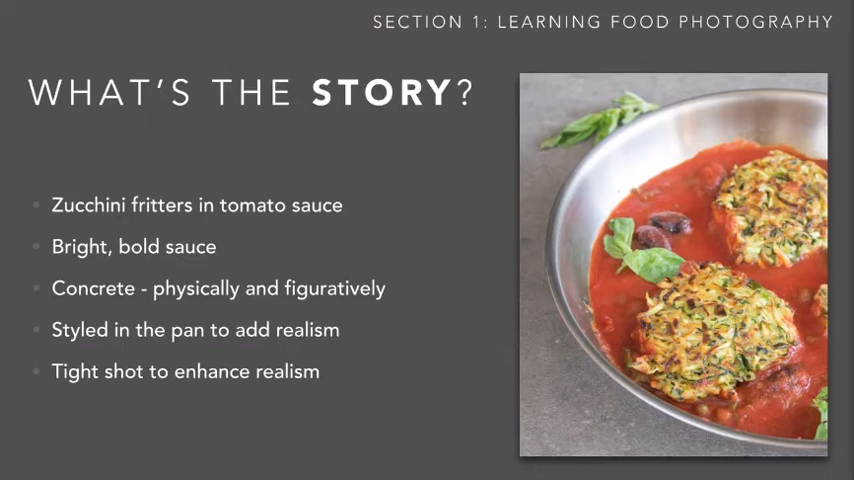 SECTION 1: LEARNING FOOD PHOTOGRAPHY
WHAT'S THE STORY?
Zucchini fritters in tomato sauce
Bright, bold sauce
Concrete - physically and figuratively
Styled in the pan to add realism
Tight shot to enhance realism